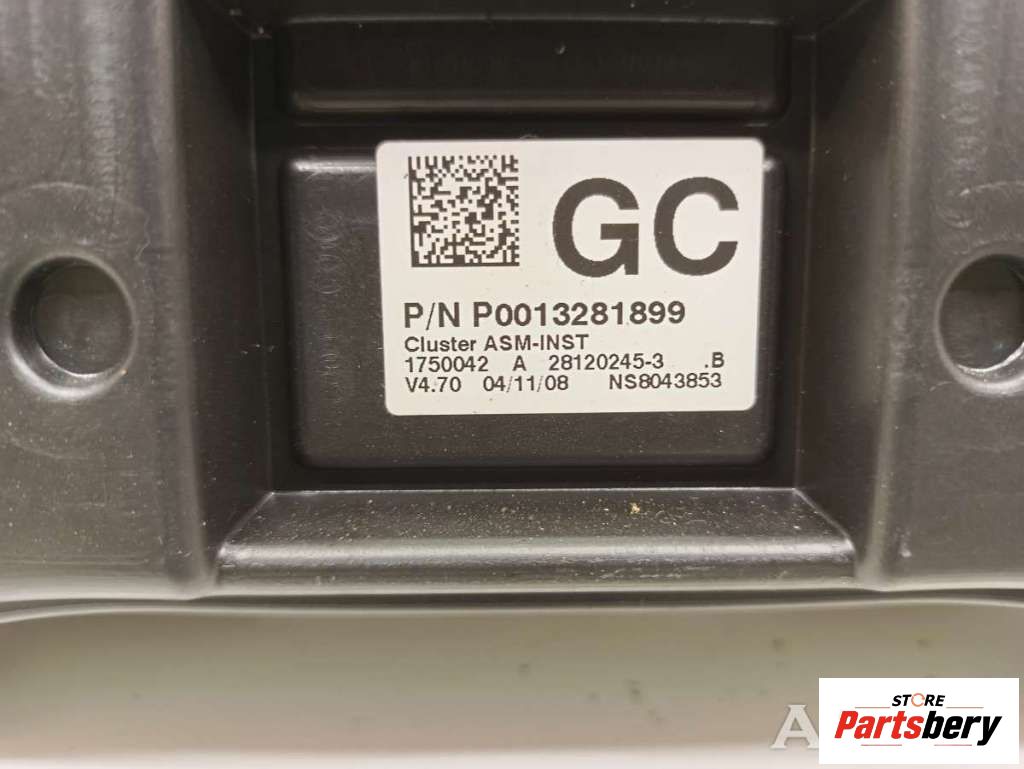 GC
P/N P0013281899
Cluster ASM-INST
1750042 A 28120245-3 .B
V4.70 04/11/08 NS8043853
A
STORE
Partsbery